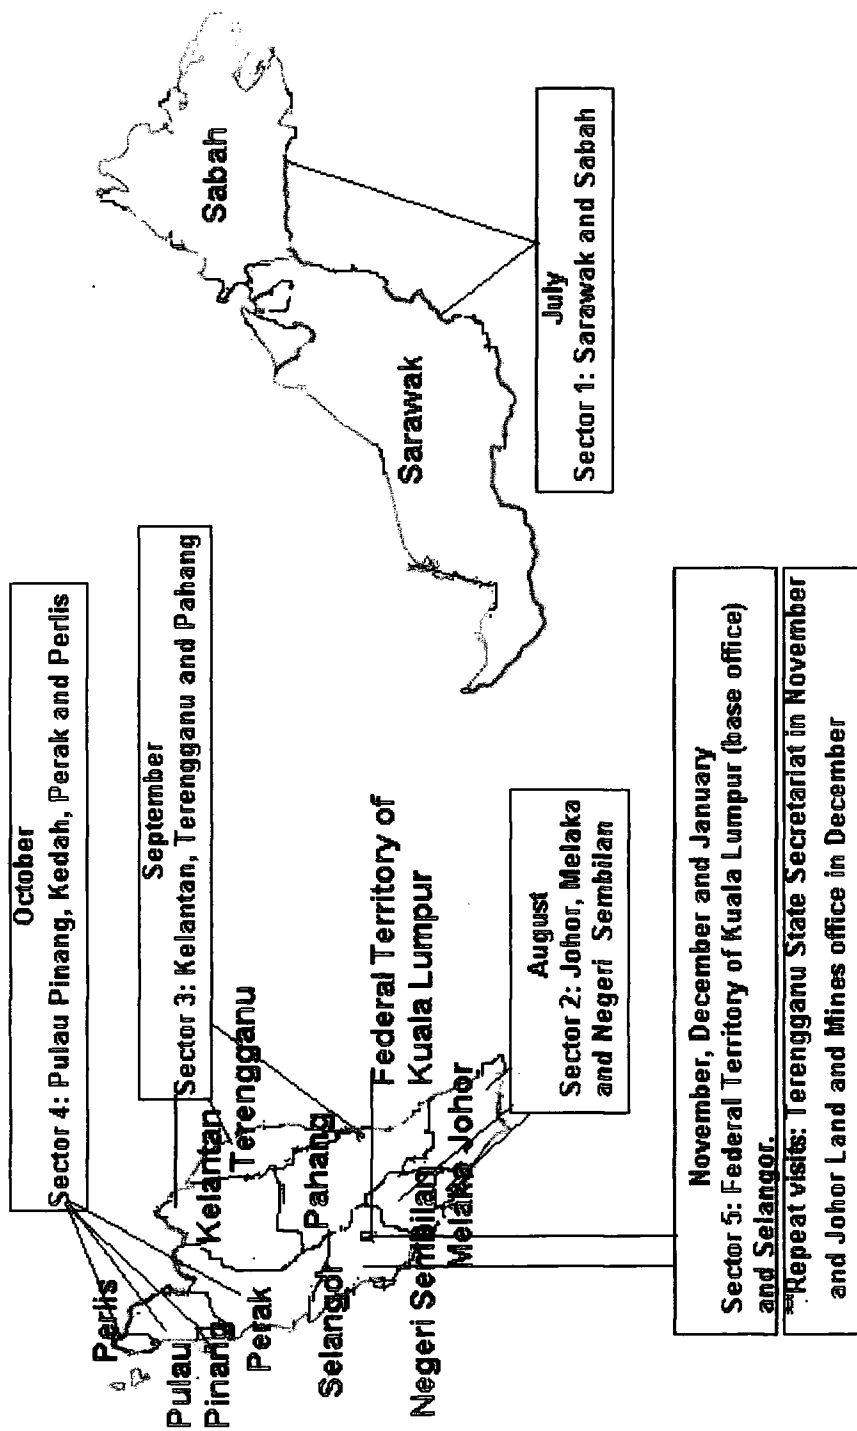 October
Sector 4: Pulau Pinang, Kedah, Perak and Perlis
September
Sector 3: Kelantan, Terengganu and Pahang
Perlis
Pulau
Pinang
Perak
Kelantan
Terengganu
Pahang
Selangor
Negeri Sembilan
Melaka
Johor
Federal Territory of
Kuala Lumpur
Sabah
Sarawak
August
Sector 2: Johor, Melaka
and Negeri Sembilan
July
Sector 1: Sarawak and Sabah
November, December and January
Sector 5: Federal Territory of Kuala Lumpur (base office)
and Selangor.
**Repeat visits: Terengganu State Secretariat in November
and Johor Land and Mines office in December